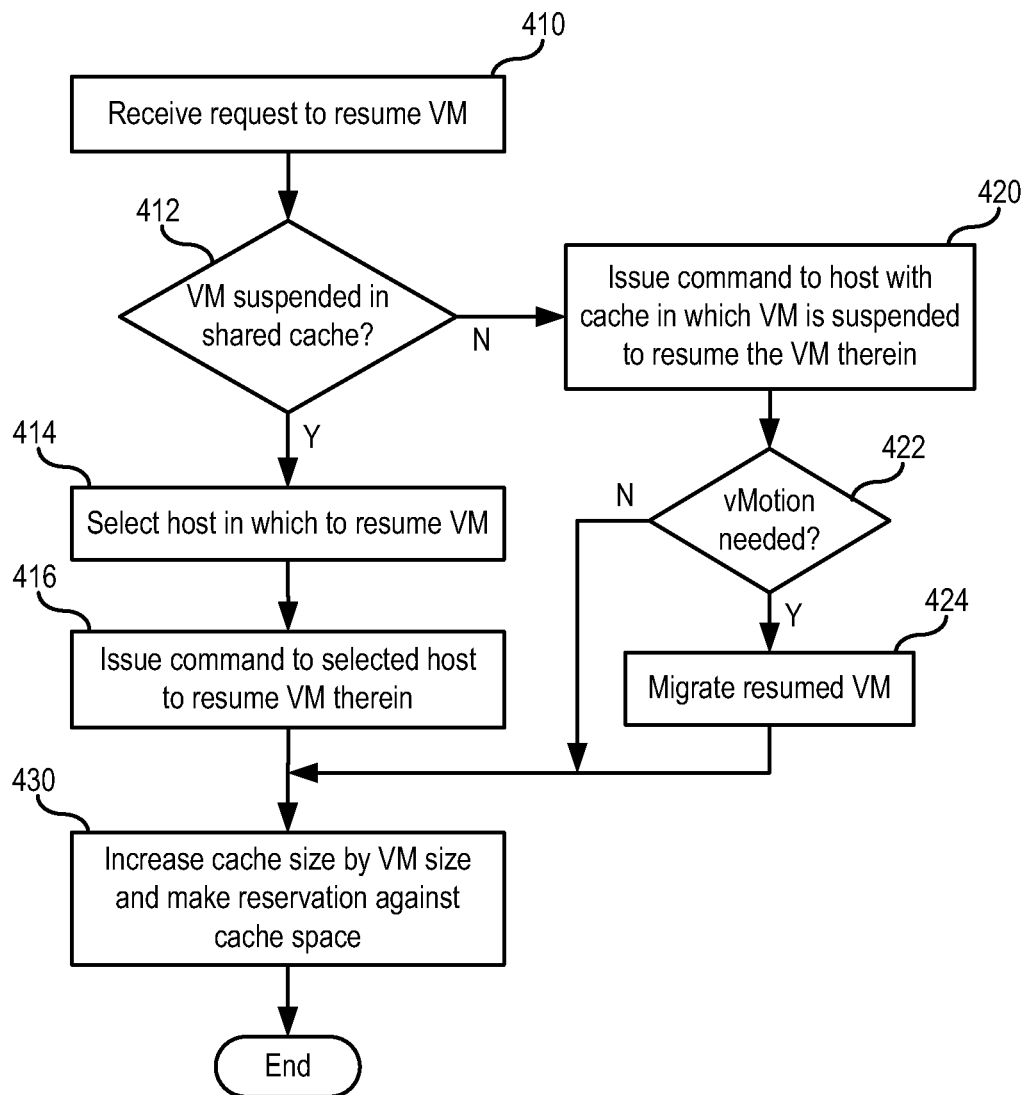 410
Receive request to resume VM
412
VM suspended in
shared cache?
N
Y
420
Issue command to host with
cache in which VM is suspended
to resume the VM therein
414
Select host in which to resume VM
422
vMotion
needed?
N
Y
416
Issue command to selected host
to resume VM therein
424
Migrate resumed VM
430
Increase cache size by VM size
and make reservation against
cache space
End